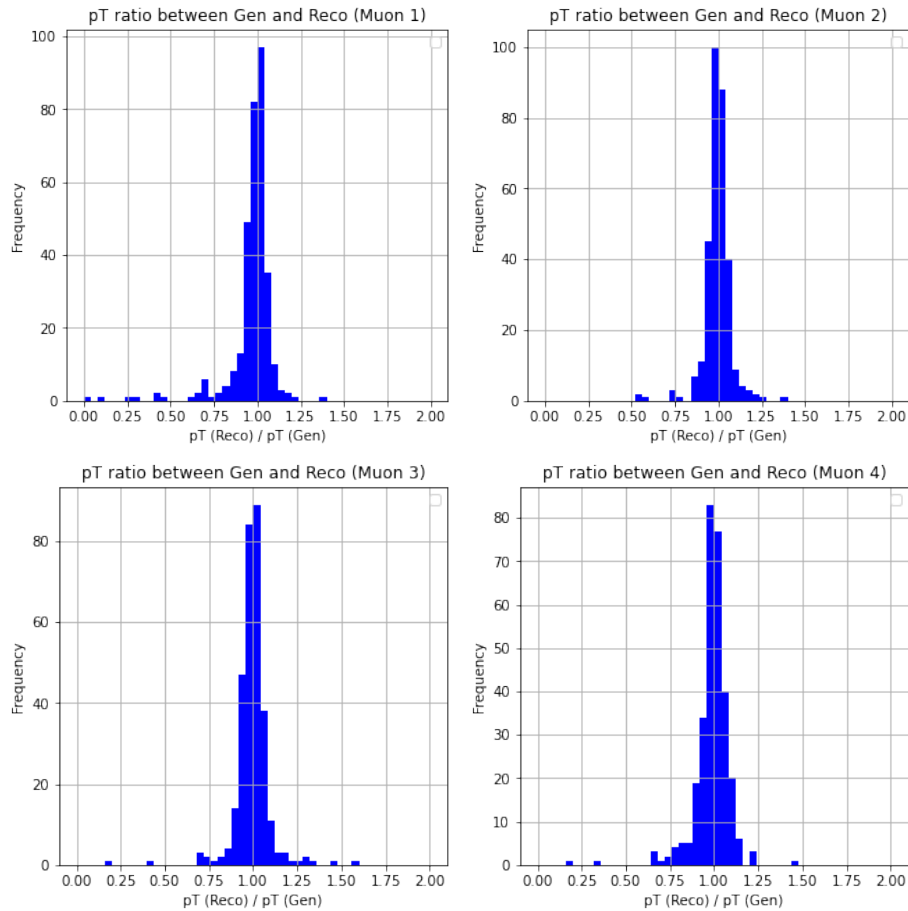 pT ratio between Gen and Reco (Muon 1)
100
80
60
40
20
0
Frequency
0.00 0.25 0.50 0.75 1.00 1.25 1.50 1.75 2.00
pT (Reco) / pT (Gen)
pT ratio between Gen and Reco (Muon 2)
100
80
60
40
20
0
Frequency
0.00 0.25 0.50 0.75 1.00 1.25 1.50 1.75 2.00
pT (Reco) / pT (Gen)
pT ratio between Gen and Reco (Muon 3)
80
60
40
20
0
Frequency
0.00 0.25 0.50 0.75 1.00 1.25 1.50 1.75 2.00
pT (Reco) / pT (Gen)
pT ratio between Gen and Reco (Muon 4)
80
70
60
50
40
30
20
10
0
Frequency
0.00 0.25 0.50 0.75 1.00 1.25 1.50 1.75 2.00
pT (Reco) / pT (Gen)